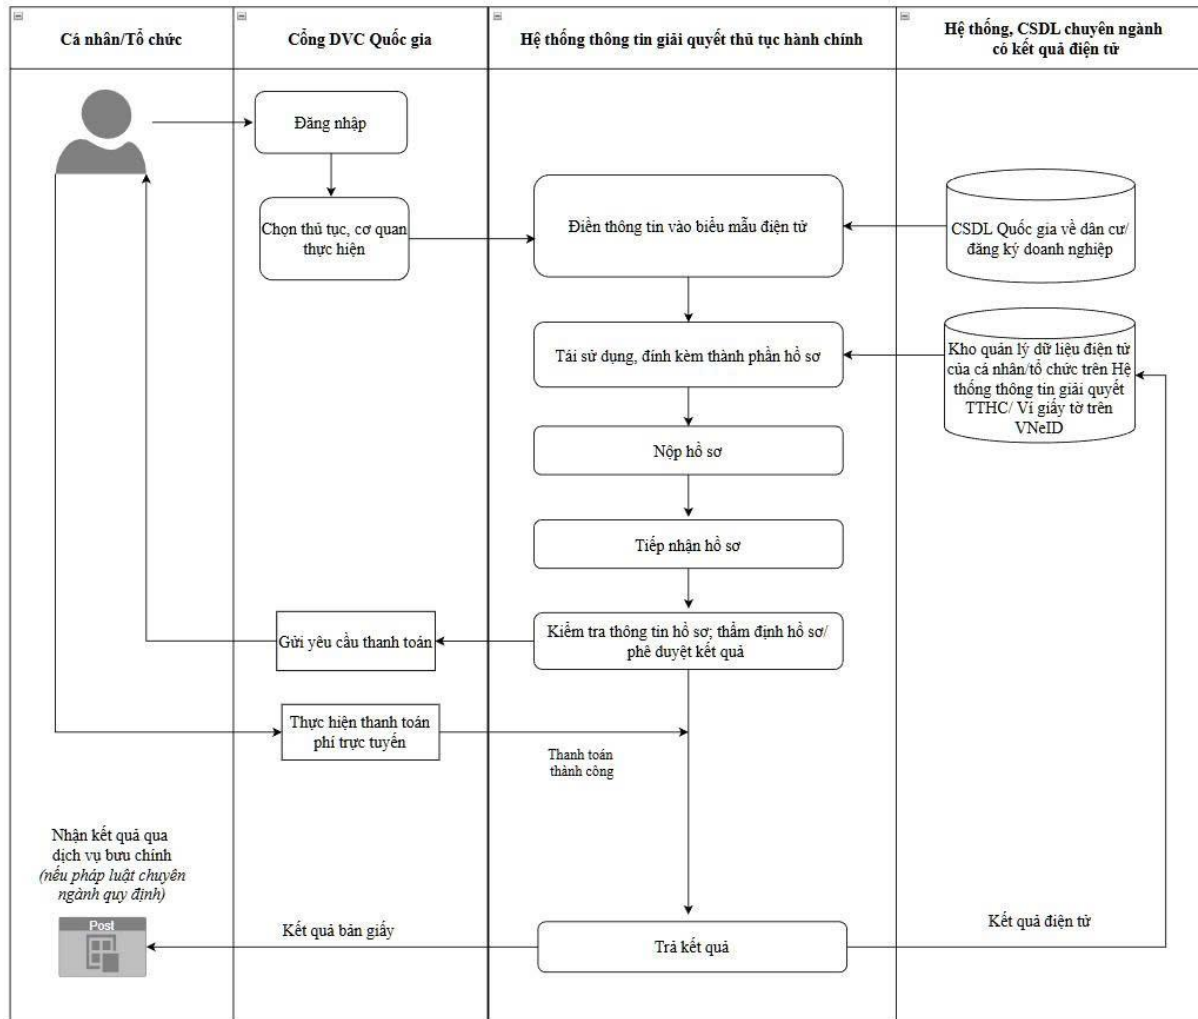 Cá nhân/Tổ chức
Cổng DVC Quốc gia
Hệ thống thông tin giải quyết thủ tục hành chính
Hệ thống, CSDL chuyên ngành
có kết quả điện tử
Đăng nhập
Chọn thủ tục, cơ quan
thực hiện
Điền thông tin vào biểu mẫu điện tử
CSDL Quốc gia về dân cư/
đăng ký doanh nghiệp
Tái sử dụng, đính kèm thành phần hồ sơ
Kho quản lý dữ liệu điện tử
của cá nhân/tổ chức trên Hệ
thống thông tin giải quyết
TTHC/ Ví giấy tờ trên
VNeID
Nộp hồ sơ
Tiếp nhận hồ sơ
Kiểm tra thông tin hồ sơ; thẩm định hồ sơ/
phê duyệt kết quả
Gửi yêu cầu thanh toán
Thực hiện thanh toán
phí trực tuyến
Thanh toán
thành công
Nhận kết quả qua
dịch vụ bưu chính
(nếu pháp luật chuyên
ngành quy định)
Post
Kết quả bản giấy
Trả kết quả
Kết quả điện tử